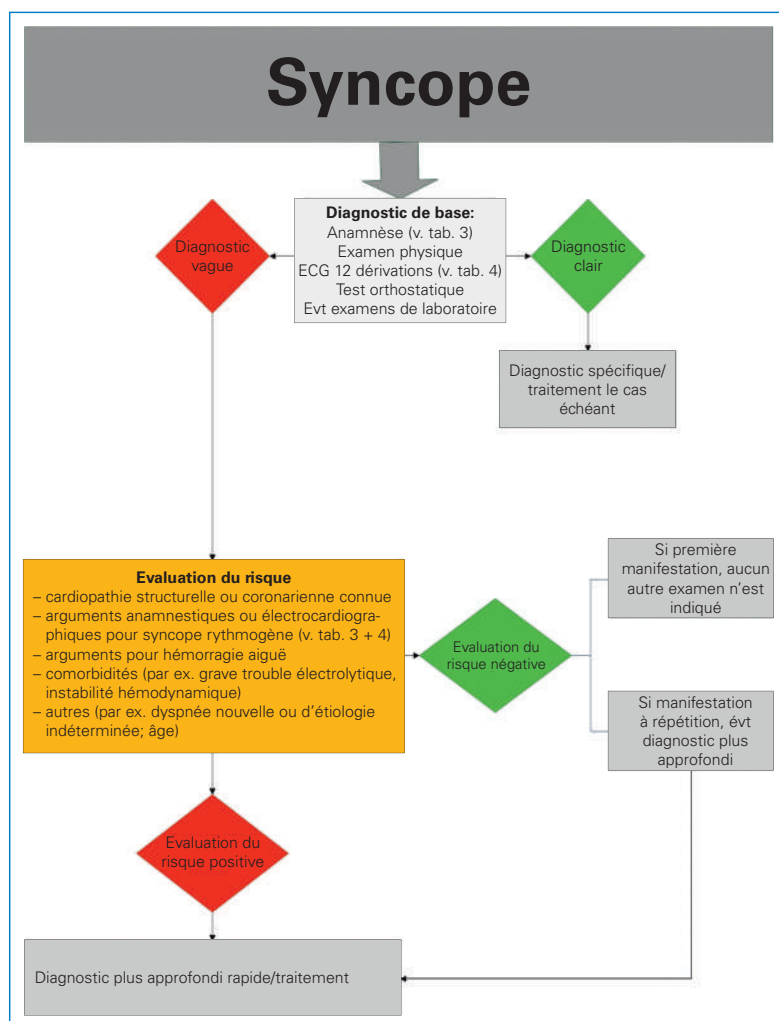 Syncope
Diagnostic de base:
Anamnèse (v. tab. 3)
Examen physique
ECG 12 dérivations (v. tab. 4)
Test orthostatique
Evt examens de laboratoire
Diagnostic
vague
Diagnostic
clair
Diagnostic spécifique/
traitement le cas
échéant
Evaluation du risque
– cardiopathie structurelle ou coronarienne connue
– arguments anamnestiques ou électrocardiogra-
phiques pour syncope rythmogène (v. tab. 3 + 4)
– arguments pour hémorragie aiguë
– comorbidités (par ex. grave trouble électrolytique,
instabilité hémodynamique)
– autres (par ex. dyspnée nouvelle ou d’étiologie
indéterminée; âge)
Evaluation du
risque négative
Si première
manifestation, aucun
autre examen n’est
indiqué
Si manifestation
à répétition, évt
diagnostic plus
approfondi
Evaluation du
risque positive
Diagnostic plus approfondi rapide/traitement